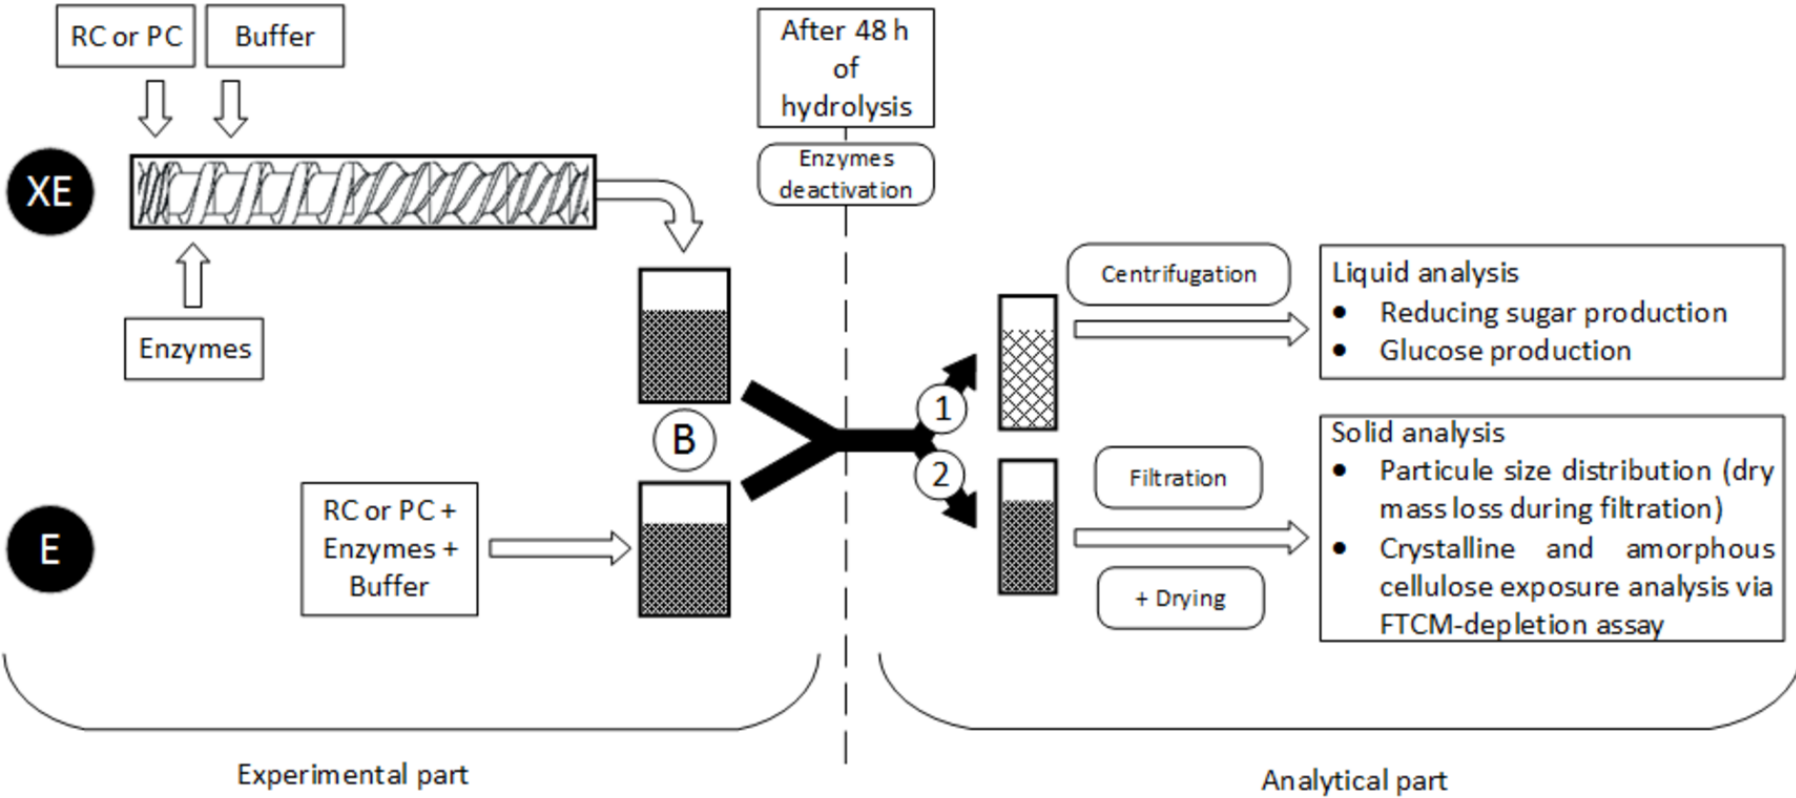 RC or PC
Buffer
XE
Enzymes
After 48 h
of
hydrolysis
Enzymes
deactivation
B
E
RC or PC +
Enzymes +
Buffer
1
2
Centrifugation
Liquid analysis
• Reducing sugar production
• Glucose production
Filtration
+ Drying
Solid analysis
• Particule size distribution (dry
mass loss during filtration)
• Crystalline and amorphous
cellulose exposure analysis via
FTCM-depletion assay
Experimental part
Analytical part